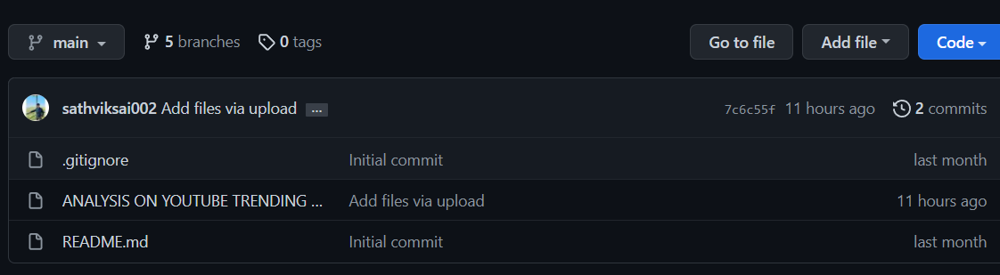 main 5 branches 0 tags Go to file Add file Code
sathviksai002 Add files via upload ... 7c6c55f 11 hours ago 2 commits
.gitignore Initial commit last month
ANALYSIS ON YOUTUBE TRENDING ... Add files via upload 11 hours ago
README.md Initial commit last month